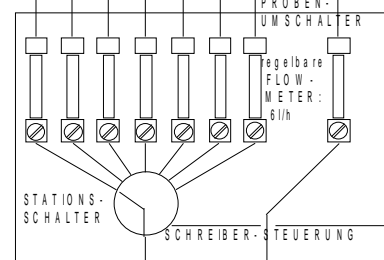 PROBEN-
UMSCHALTER
regelbare
FLOW-
METER:
6l/h
STATIONS-
SCHALTER
SCHREIBER-STEUERUNG